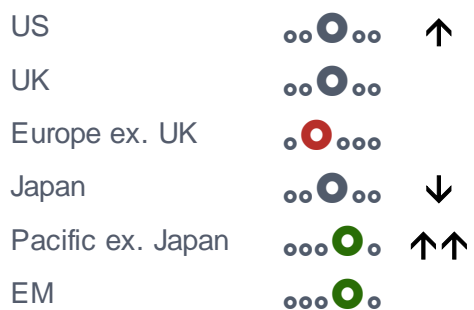 US
UK
Europe ex. UK
Japan
Pacific ex. Japan
EM